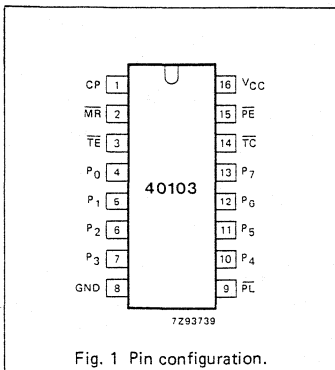 CP 1 16 VCC
MR 2 15 PE
TE 3 14 TC
P0 4 13 P7
40103
P1 5 12 P6
P2 6 11 P5
P3 7 10 P4
GND 8 9 PL
7Z93739
Fig. 1 Pin configuration.